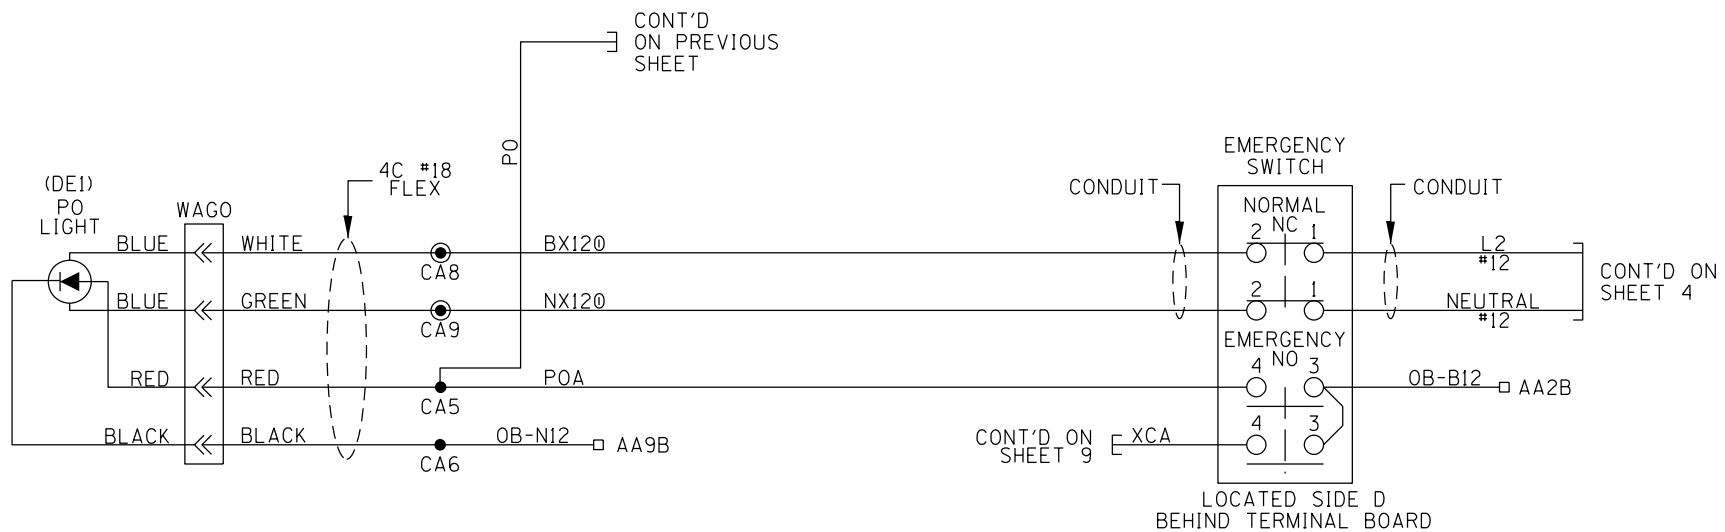 CONT'D
ON PREVIOUS
SHEET
PO
4C #18
FLEX
(DE1)
PO
LIGHT
WAGO
BLUE
WHITE
CA8
BX120
BLUE
GREEN
CA9
NX120
RED
RED
CA5
POA
BLACK
BLACK
CA6
OB-N12
AA9B
EMERGENCY
SWITCH
CONDUIT
CONDUIT
NORMAL
NC
2 1
L2
#12
2 1
NEUTRAL
#12
CONT'D ON
SHEET 4
EMERGENCY
NO
4 3
OB-B12
AA2B
4 3
CONT'D ON
SHEET 9
XCA
LOCATED SIDE D
BEHIND TERMINAL BOARD